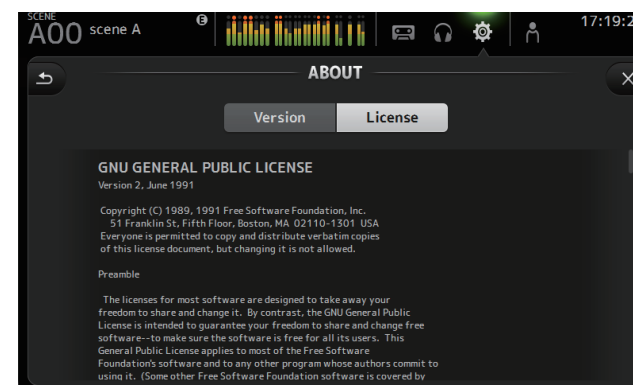 SCENE
A00 scene A
E
17:19:2
ABOUT
Version License
GNU GENERAL PUBLIC LICENSE
Version 2, June 1991
Copyright (C) 1989, 1991 Free Software Foundation, Inc.
51 Franklin St, Fifth Floor, Boston, MA 02110-1301 USA
Everyone is permitted to copy and distribute verbatim copies
of this license document, but changing it is not allowed.
Preamble
The licenses for most software are designed to take away your
freedom to share and change it. By contrast, the GNU General Public
License is intended to guarantee your freedom to share and change free
software--to make sure the software is free for all its users. This
General Public License applies to most of the Free Software
Foundation's software and to any other program whose authors commit to
using it. (Some other Free Software Foundation software is covered by